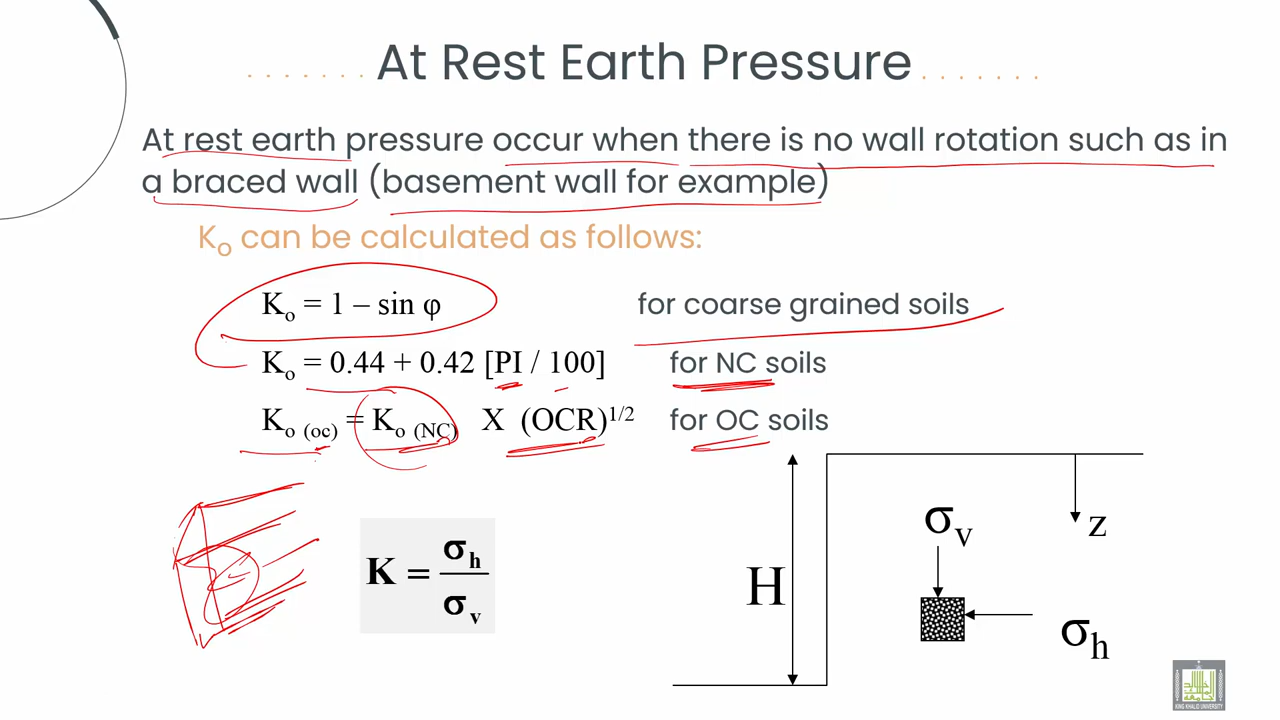 At Rest Earth Pressure
At rest earth pressure occur when there is no wall rotation such as in
a braced wall (basement wall for example)
Ko can be calculated as follows:
Ko = 1 – sin φ for coarse grained soils
Ko = 0.44 + 0.42 [PI / 100] for NC soils
Ko (oc) = Ko (NC) X (OCR)1/2 for OC soils
K = σh / σv
H
σv
z
σh
KING KHALID UNIVERSITY